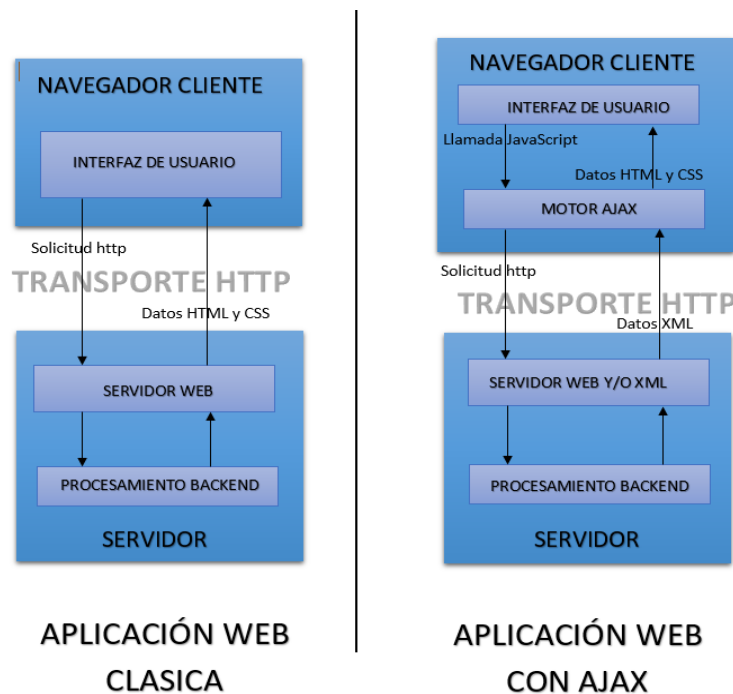 NAVEGADOR CLIENTE
INTERFAZ DE USUARIO
Solicitud http
TRANSPORTE HTTP
Datos HTML y CSS
SERVIDOR WEB
PROCESAMIENTO BACKEND
SERVIDOR
APLICACIÓN WEB
CLASICA
NAVEGADOR CLIENTE
INTERFAZ DE USUARIO
Llamada JavaScript
Datos HTML y CSS
MOTOR AJAX
Solicitud http
TRANSPORTE HTTP
Datos XML
SERVIDOR WEB Y/O XML
PROCESAMIENTO BACKEND
SERVIDOR
APLICACIÓN WEB
CON AJAX